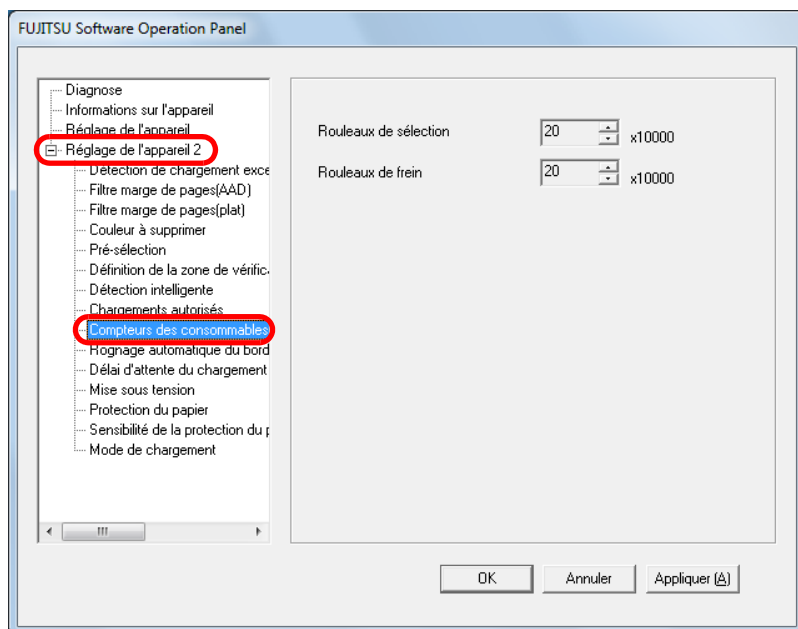 FUJITSU Software Operation Panel
Diagnose
Informations sur l'appareil
Réglage de l'appareil
Réglage de l'appareil 2
Détection de chargement exce
Filtre marge de pages(AAD)
Filtre marge de pages(plat)
Couleur à supprimer
Pré-sélection
Définition de la zone de vérific
Détection intelligente
Chargements autorisés
Compteurs des consommables
Rognage automatique du bord
Délai d'attente du chargement
Mise sous tension
Protection du papier
Sensibilité de la protection du p
Mode de chargement
Rouleaux de sélection 20 x10000
Rouleaux de frein 20 x10000
OK Annuler Appliquer (A)